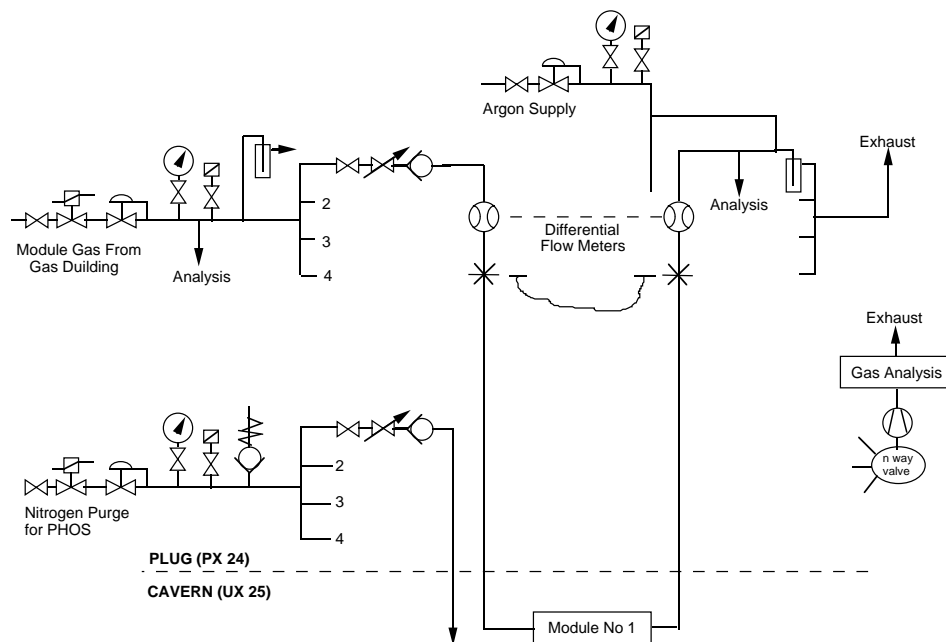 Argon Supply
Exhaust
2
3
4
Module Gas From
Gas Duilding
Analysis
Differential
Flow Meters
Analysis
Exhaust
Gas Analysis
n way
valve
2
3
4
Nitrogen Purge
for PHOS
PLUG (PX 24)
CAVERN (UX 25)
Module No 1